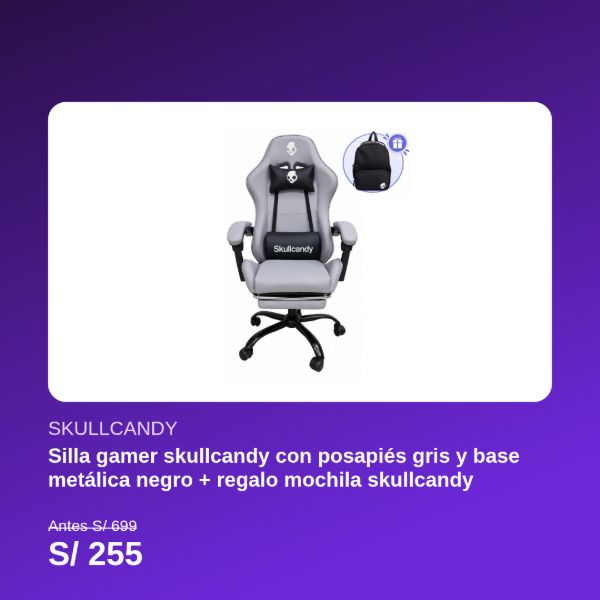 Skullcandy
SKULLCANDY
Silla gamer skullcandy con posapiés gris y base
metálica negro + regalo mochila skullcandy
Antes S/ 699
S/ 255